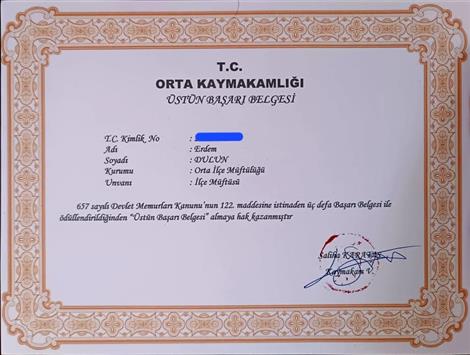 T.C.
ORTA KAYMAKAMLIĞI
ÜSTÜN BAŞARI BELGESİ
T.C. Kimlik No :
Adı : Erdem
Soyadı : DULUN
Kurumu : Orta İlçe Müftülüğü
Unvanı : İlçe Müftüsü
657 sayılı Devlet Memurları Kanunu'nun 122. maddesine istinaden üç defa Başarı Belgesi ile
ödüllendirildiğinden "Üstün Başarı Belgesi" almaya hak kazanmıştır
Saliha KARATAŞ
Kaymakam V.